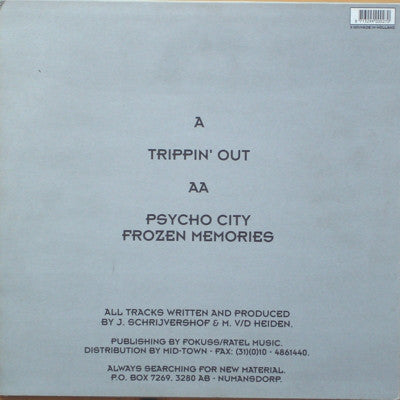 A
TRIPPIN' OUT
AA
PSYCHO CITY
FROZEN MEMORIES
ALL TRACKS WRITTEN AND PRODUCED
BY J. SCHRIJVERSHOF & M. V/D HEIDEN.
PUBLISHING BY FOKUSS/RATEL MUSIC.
DISTRIBUTION BY MID-TOWN - FAX: (31)(0)10 - 4861440.
ALWAYS SEARCHING FOR NEW MATERIAL.
P.O. BOX 7269. 3280 AB - NUMANSDORP.